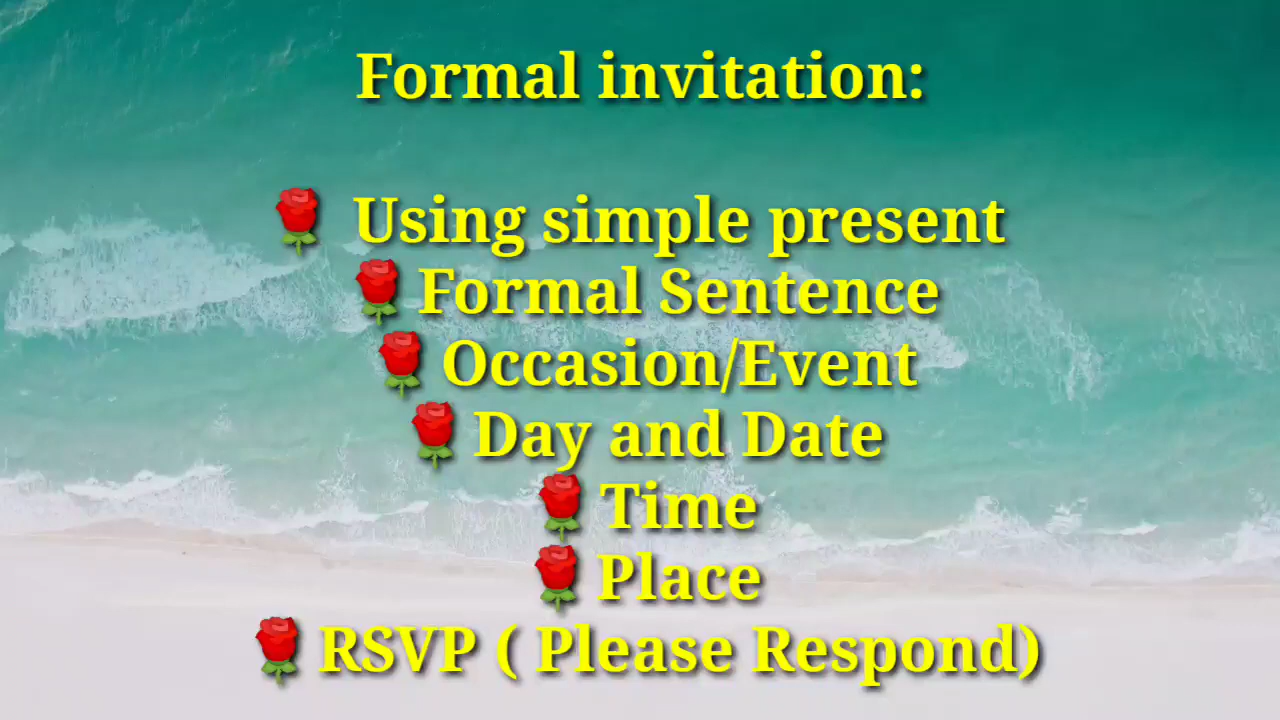 Formal invitation:
🌹 Using simple present
🌹 Formal Sentence
🌹 Occasion/Event
🌹 Day and Date
🌹 Time
🌹 Place
🌹 RSVP ( Please Respond)